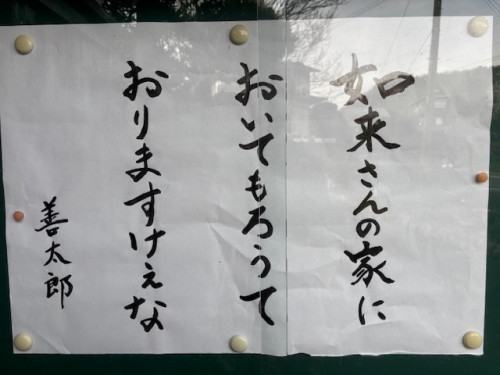 如来さんの家に
おいてもろうて
おりますけぇな
善太郎